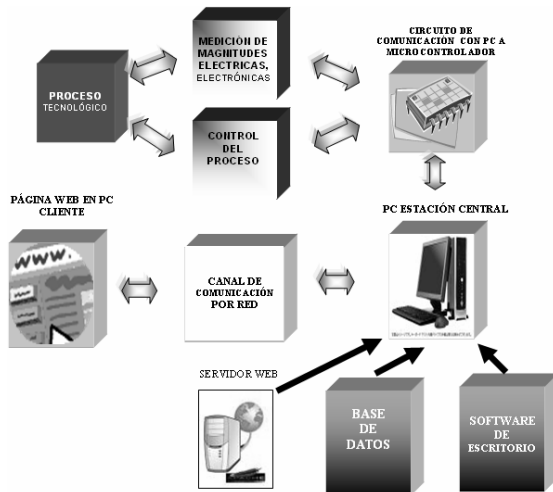 MEDICIÓN DE
MAGNITUDES
ELECTRICAS,
ELECTRÓNICAS
CIRCUITO DE
COMUNICACIÓN CON PC A
MICRO CONTROLADOR
PROCESO
TECNOLÓGICO
CONTROL
DEL
PROCESO
PÁGINA WEB EN PC
CLIENTE
PC ESTACIÓN CENTRAL
www.
CANAL DE
COMUNICACIÓN
POR RED
SERVIDOR WEB
BASE
DE
DATOS
SOFTWARE
DE
ESCRITORIO